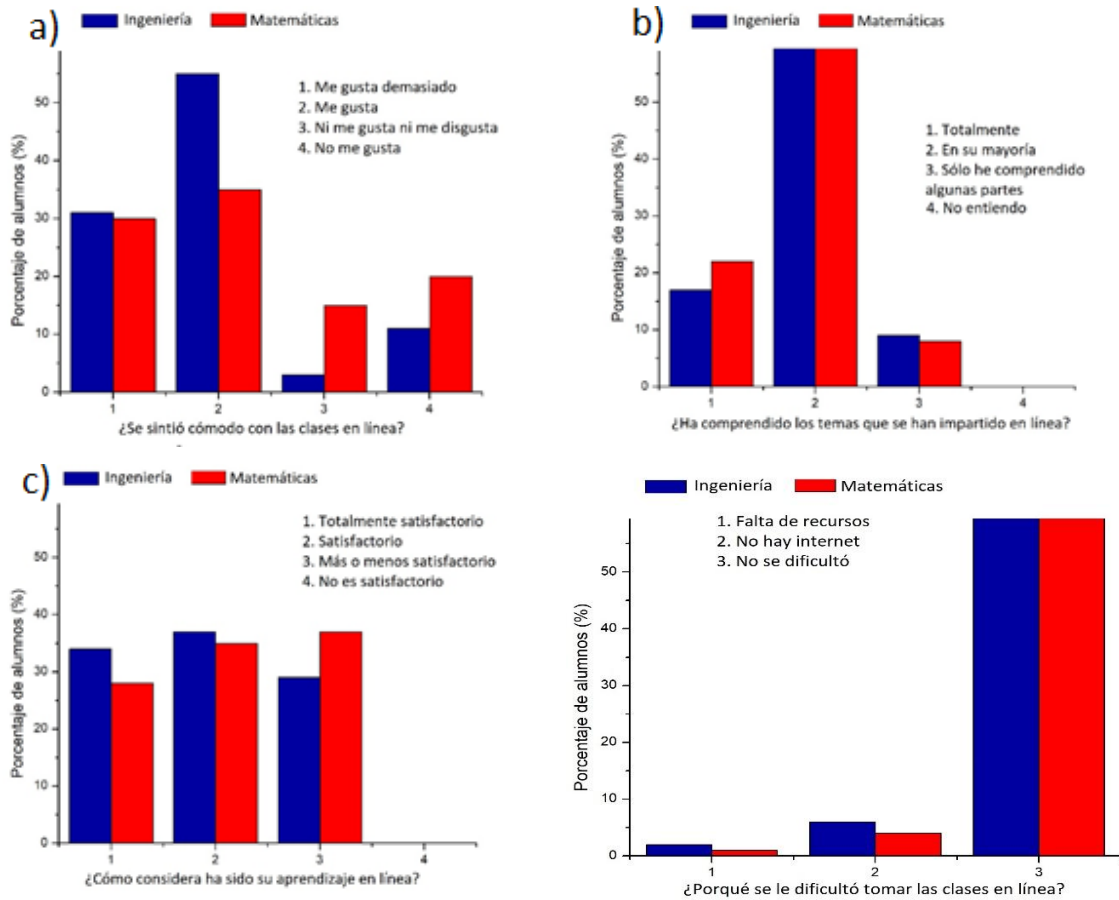 a)
Ingeniería Matemáticas
Porcentaje de alumnos (%)
50
40
30
20
10
0
1. Me gusta demasiado
2. Me gusta
3. Ni me gusta ni me disgusta
4. No me gusta
1 2 3 4
¿Se sintió cómodo con las clases en línea?
b)
Ingeniería Matemáticas
Porcentaje de alumnos (%)
50
40
30
20
10
0
1. Totalmente
2. En su mayoría
3. Sólo he comprendido
algunas partes
4. No entiendo
1 2 3 4
¿Ha comprendido los temas que se han impartido en línea?
c)
Ingeniería Matemáticas
Porcentaje de alumnos (%)
50
40
30
20
10
0
1. Totalmente satisfactorio
2. Satisfactorio
3. Más o menos satisfactorio
4. No es satisfactorio
1 2 3 4
¿Cómo considera ha sido su aprendizaje en línea?
Ingeniería Matemáticas
Porcentaje de alumnos (%)
50
40
30
20
10
0
1. Falta de recursos
2. No hay internet
3. No se dificultó
1 2 3
¿Porqué se le dificultó tomar las clases en línea?